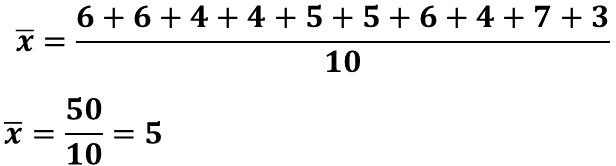 x̅ = (6 + 6 + 4 + 4 + 5 + 5 + 6 + 4 + 7 + 3) / 10
x̅ = 50 / 10 = 5